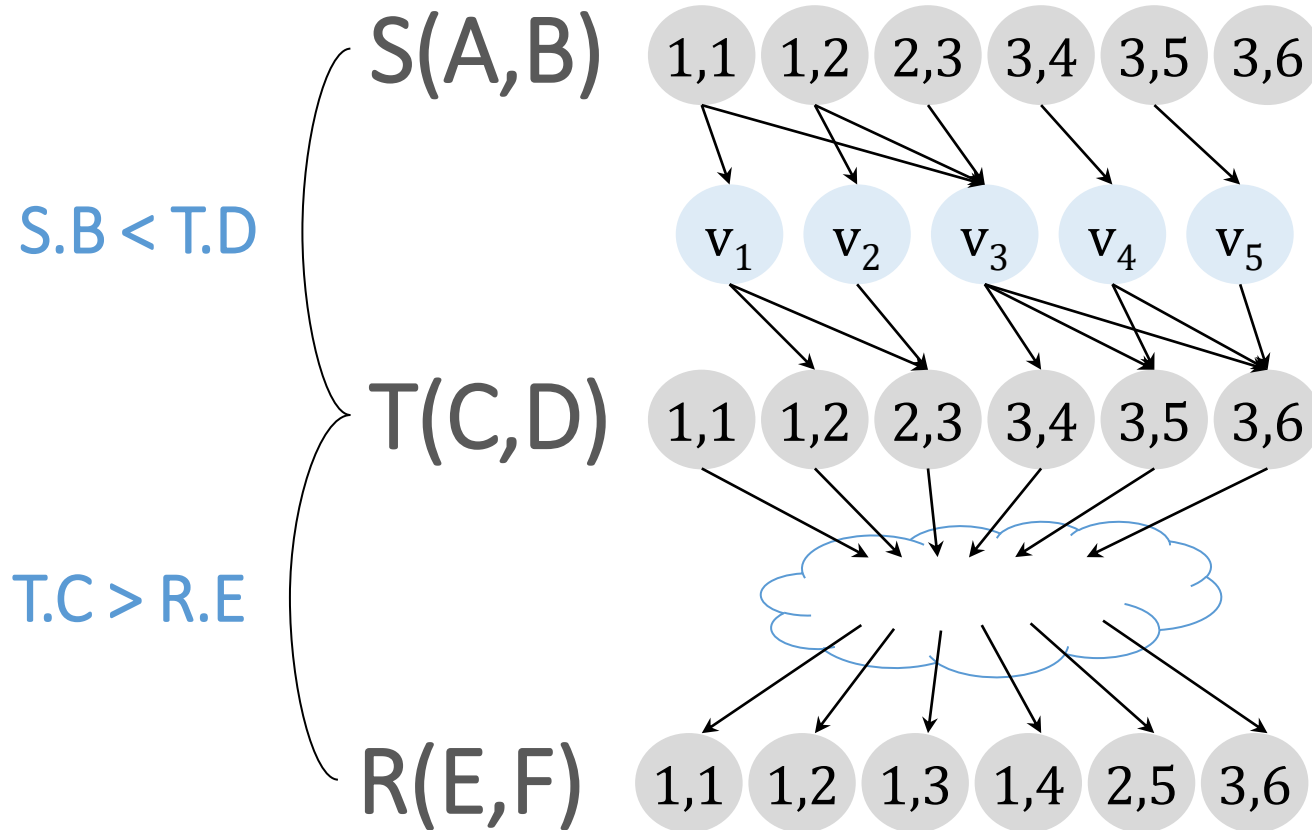 S(A,B) 1,1 1,2 2,3 3,4 3,5 3,6
S.B < T.D v₁ v₂ v₃ v₄ v₅
T(C,D) 1,1 1,2 2,3 3,4 3,5 3,6
T.C > R.E
R(E,F) 1,1 1,2 1,3 1,4 2,5 3,6